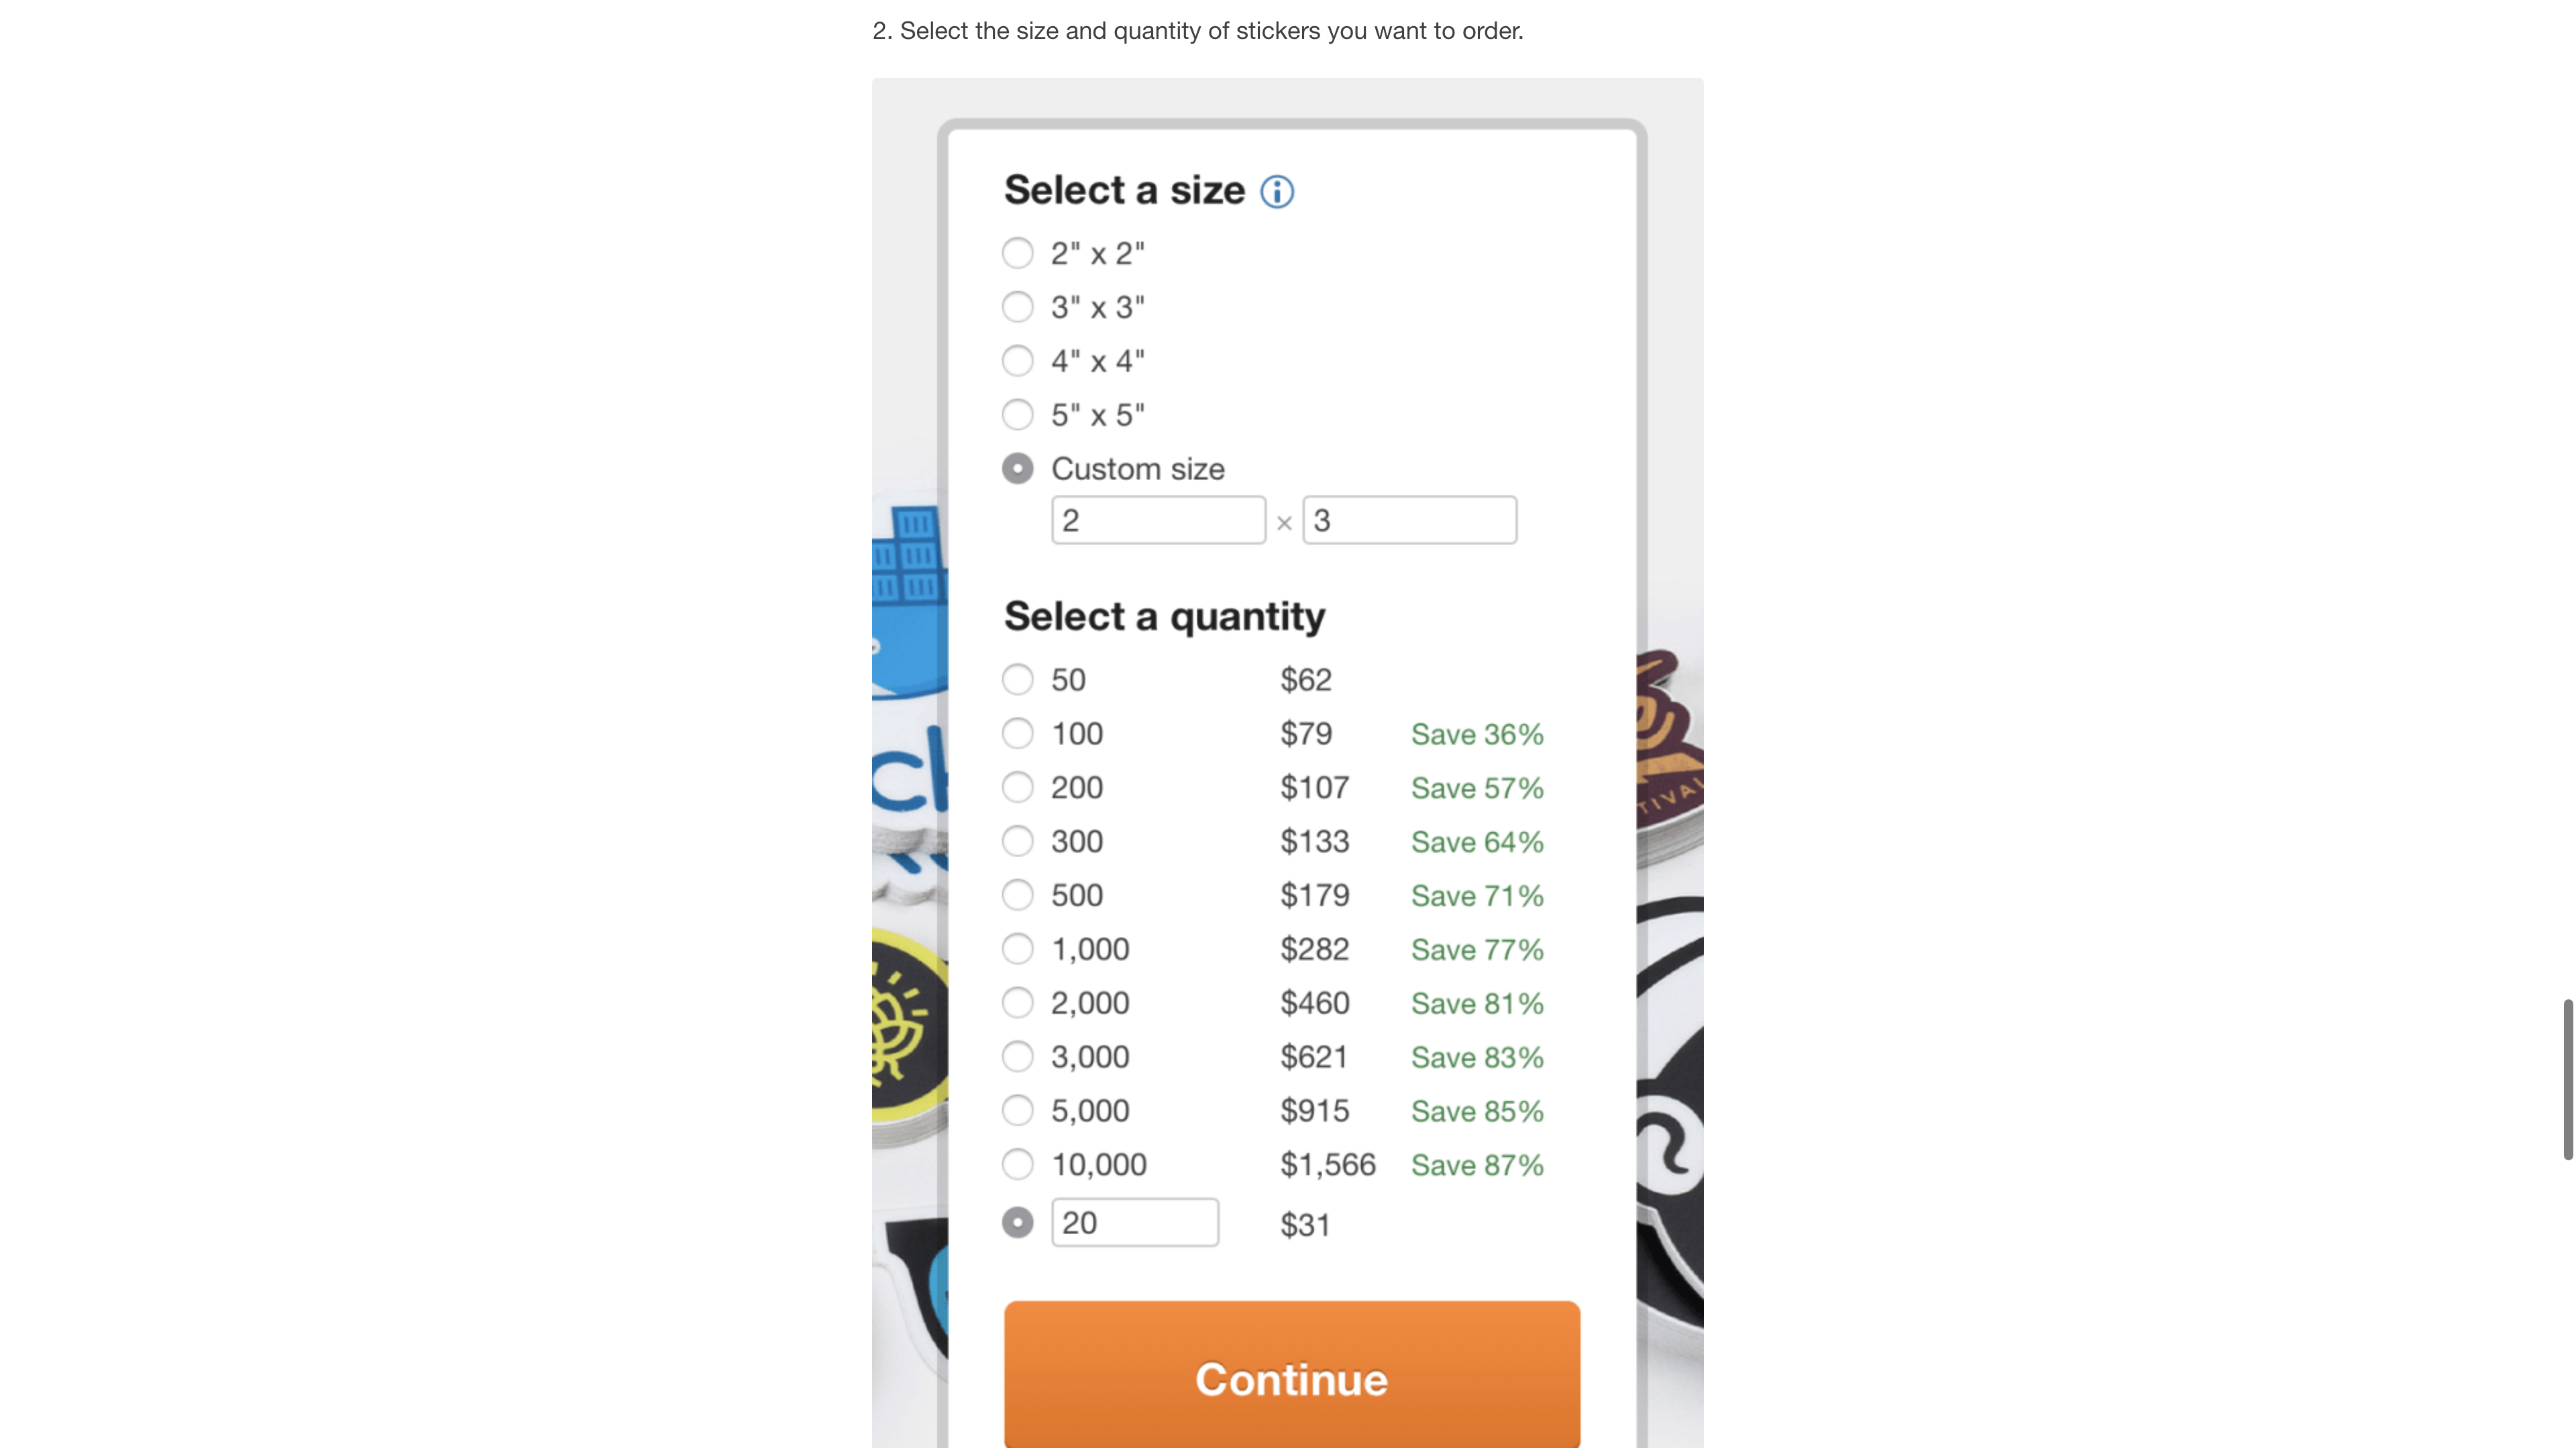 2. Select the size and quantity of stickers you want to order.
Select a size
2" x 2"
3" x 3"
4" x 4"
5" x 5"
Custom size
2 × 3
Select a quantity
50 $62
100 $79 Save 36%
200 $107 Save 57%
300 $133 Save 64%
500 $179 Save 71%
1,000 $282 Save 77%
2,000 $460 Save 81%
3,000 $621 Save 83%
5,000 $915 Save 85%
10,000 $1,566 Save 87%
20 $31
Continue